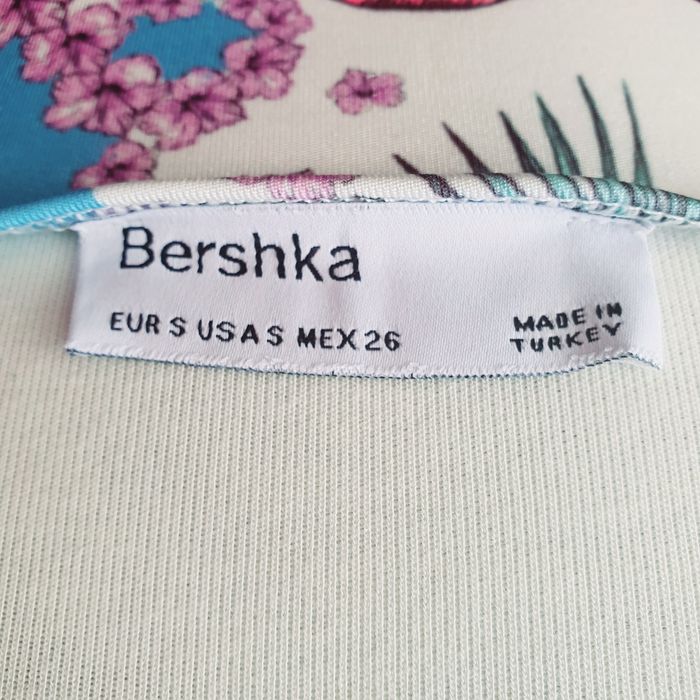 Bershka
EUR S USA S MEX 26
MADE IN
TURKEY